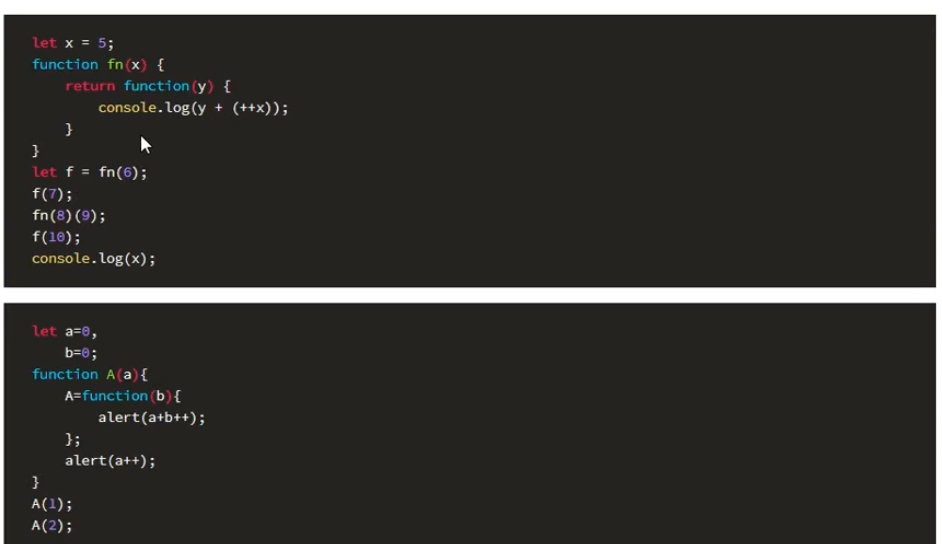 let x = 5;
function fn(x) {
    return function(y) {
        console.log(y + (++x));
    }
}
let f = fn(6);
f(7);
fn(8)(9);
f(10);
console.log(x);
let a=0,
    b=0;
function A(a){
    A=function(b){
        alert(a+b++);
    };
    alert(a++);
}
A(1);
A(2);